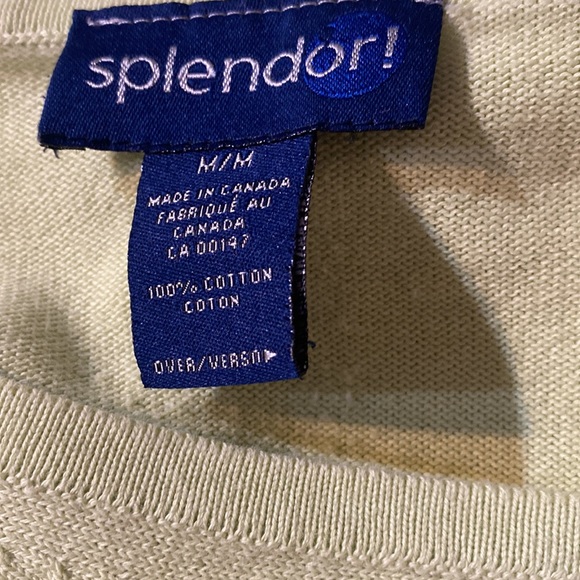 splendor!
M/M
MADE IN CANADA
FABRIQUÉ AU
CANADA
CA 00147
100% COTTON
COTON
OVER/VERSO